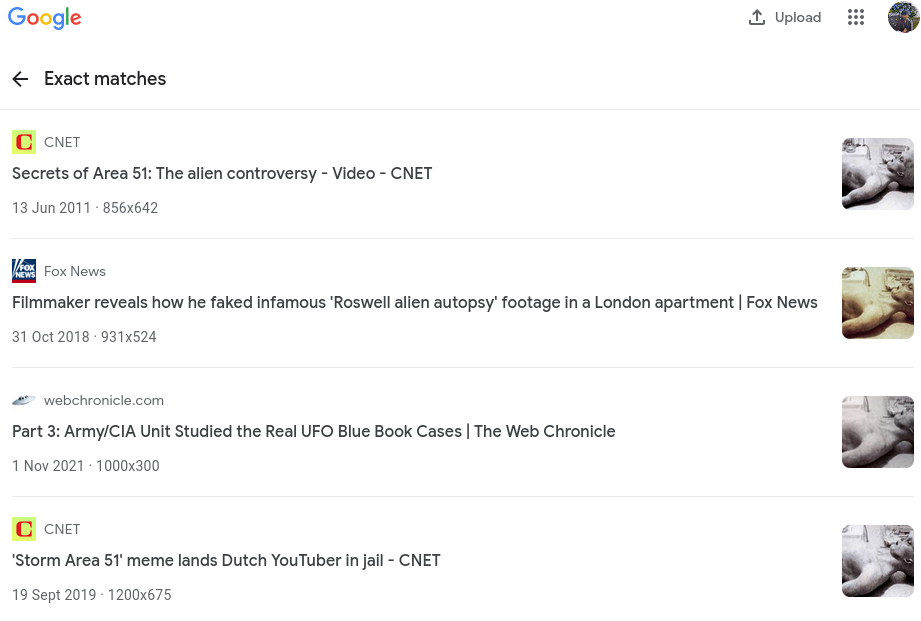 Google
Upload
Exact matches
CNET
Secrets of Area 51: The alien controversy - Video - CNET
13 Jun 2011 · 856x642
FOX NEWS
Fox News
Filmmaker reveals how he faked infamous 'Roswell alien autopsy' footage in a London apartment | Fox News
31 Oct 2018 · 931x524
webchronicle.com
Part 3: Army/CIA Unit Studied the Real UFO Blue Book Cases | The Web Chronicle
1 Nov 2021 · 1000x300
CNET
'Storm Area 51' meme lands Dutch YouTuber in jail - CNET
19 Sept 2019 · 1200x675